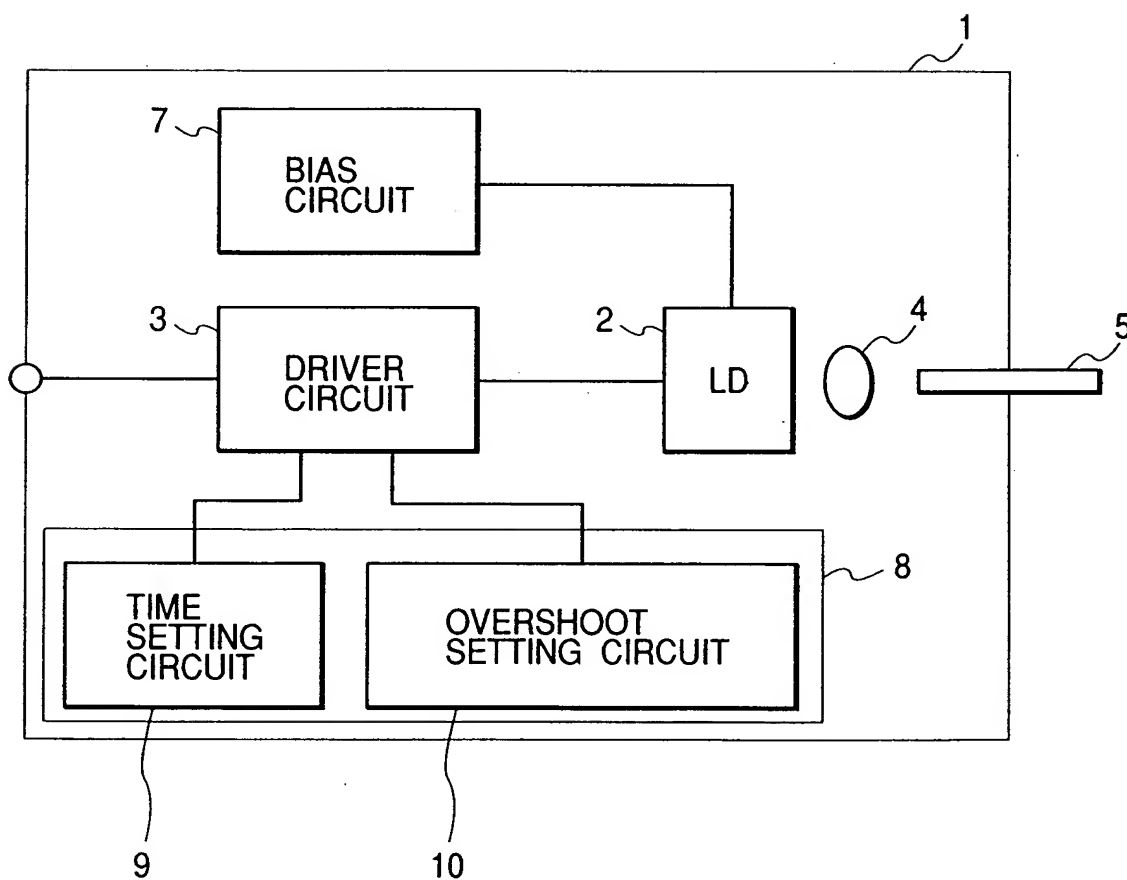 1
7
BIAS
CIRCUIT
3
2
4
5
DRIVER
CIRCUIT
LD
8
TIME
SETTING
CIRCUIT
OVERSHOOT
SETTING CIRCUIT
9
10